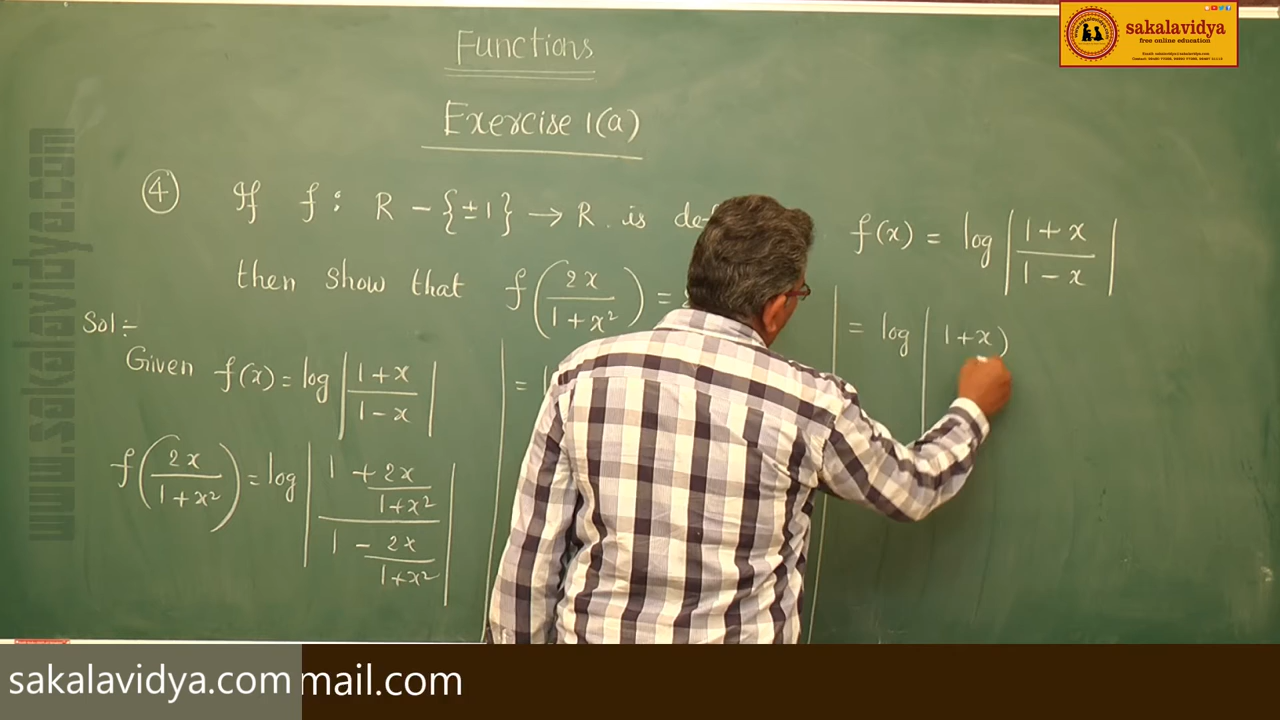 sakalavidya
free online education
Functions
Exercise 1(a)
④ If f : R - {±1} → R. is f(x) = log |(1 + x)/(1 - x)|
then show that f(2x/(1 + x²)) =
Sol :-
Given f(x) = log |(1 + x)/(1 - x)|
f(2x/(1 + x²)) = log |(1 + 2x/(1+x²))/(1 - 2x/(1+x²))|
=
= log | 1+x)
www.sakalavidya.com
sakalavidya.com mail.com